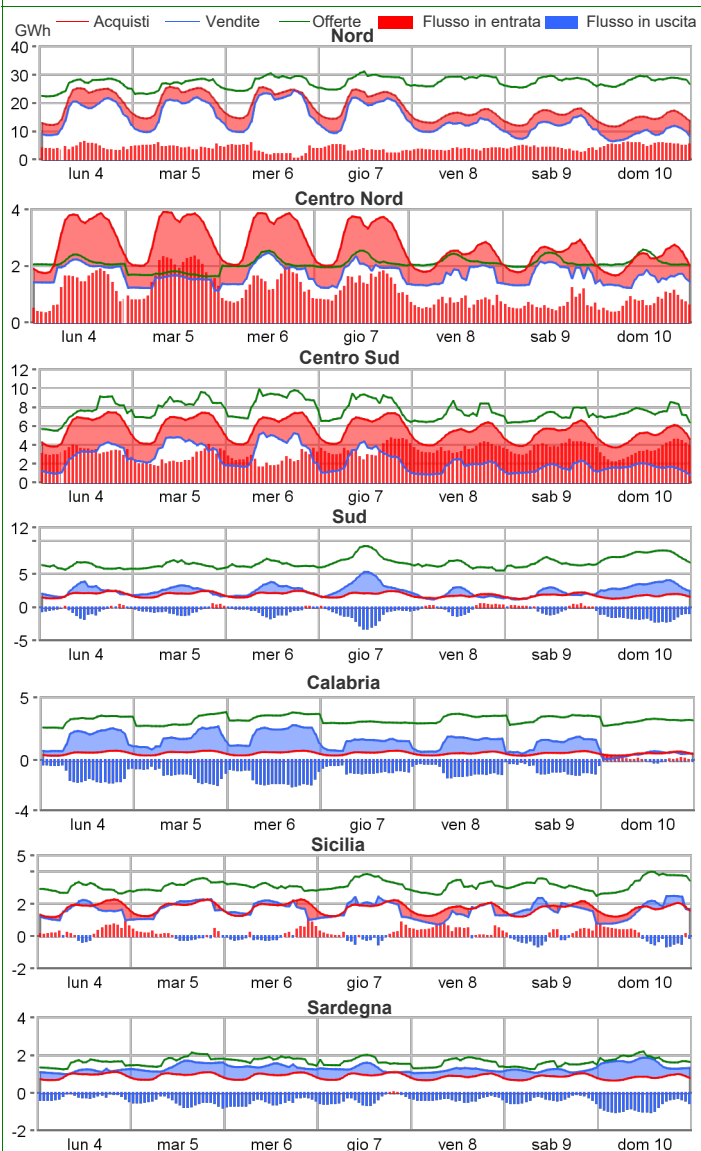 Acquisti Vendite Offerte Flusso in entrata Flusso in uscita
GWh
Nord
40
30
20
10
0
lun 4 mar 5 mer 6 gio 7 ven 8 sab 9 dom 10
Centro Nord
4
2
0
lun 4 mar 5 mer 6 gio 7 ven 8 sab 9 dom 10
Centro Sud
12
10
8
6
4
2
2
0
lun 4 mar 5 mer 6 gio 7 ven 8 sab 9 dom 10
Sud
12
5
0
-5
lun 4 mar 5 mer 6 gio 7 ven 8 sab 9 dom 10
Calabria
5
0
-4
lun 4 mar 5 mer 6 gio 7 ven 8 sab 9 dom 10
Sicilia
5
2
0
-2
lun 4 mar 5 mer 6 gio 7 ven 8 sab 9 dom 10
Sardegna
4
2
0
-2
lun 4 mar 5 mer 6 gio 7 ven 8 sab 9 dom 10